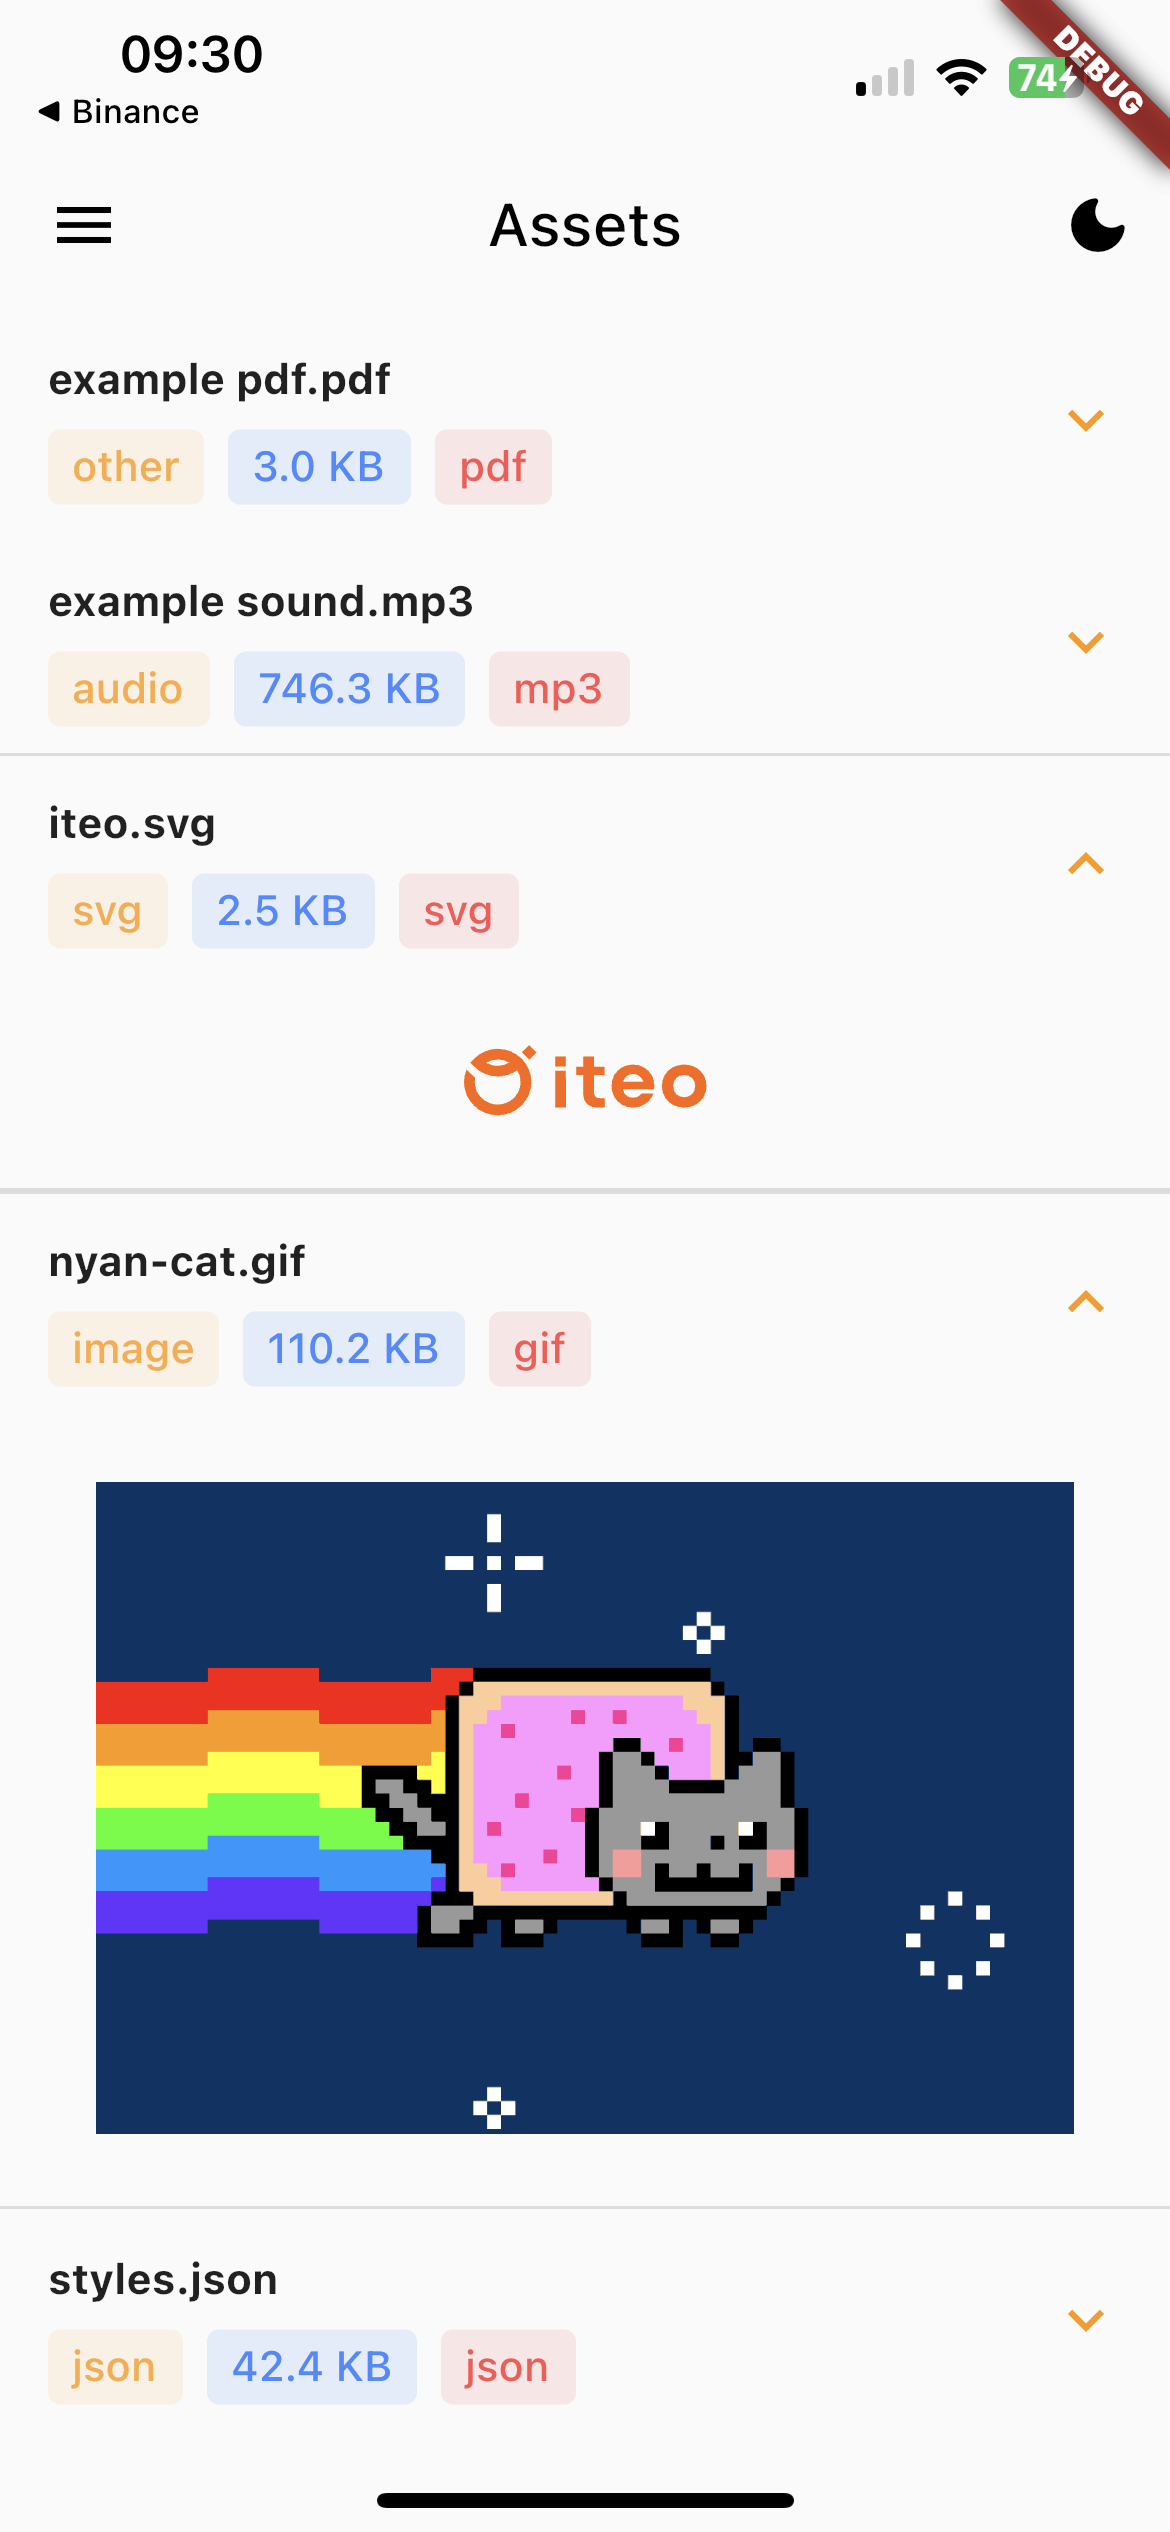 09:30
74
DEBUG
◀ Binance
Assets
example pdf.pdf
other 3.0 KB pdf
example sound.mp3
audio 746.3 KB mp3
iteo.svg
svg 2.5 KB svg
iteo
nyan-cat.gif
image 110.2 KB gif
styles.json
json 42.4 KB json